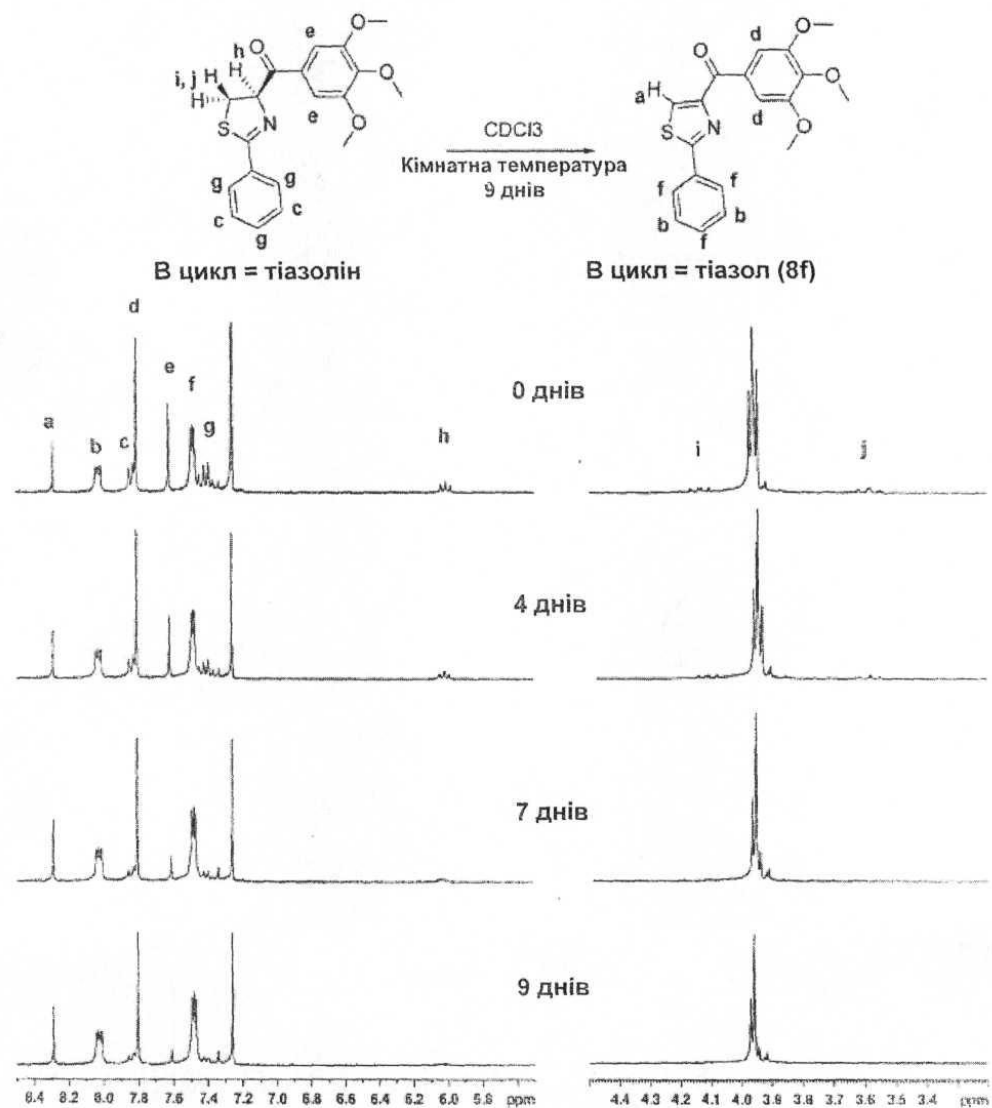 O
O
e
h
O
i, j
H
H
H
O
N
e
O
S
g
g
c
c
g
В цикл = тіазолін
CDCl3
Кімнатна температура
9 днів
O
O
d
O
a
H
O
N
d
O
S
f
f
b
b
f
В цикл = тіазол (8f)
d
e
f
a
b
c
g
h
0 днів
i
j
4 днів
7 днів
9 днів
8.4 8.2 8.0 7.8 7.6 7.4 7.2 7.0 6.8 6.6 6.4 6.2 6.0 5.8 ppm
4.4 4.3 4.2 4.1 4.0 3.9 3.8 3.7 3.6 3.5 3.4 ppm